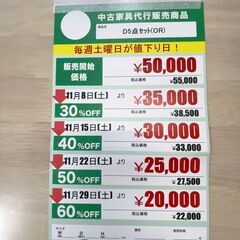 中古家具代行販売商品
D5点セット(OR)
毎週土曜日が値下り日!
販売開始 価格 ¥50,000
税込価格 ¥55,000
11月8日(土) より ¥35,000
30%OFF 税込価格 ¥38,500
11月15日(土) より ¥30,000
40%OFF 税込価格 ¥33,000
11月22日(土) より ¥25,000
50%OFF 税込価格 ¥27,500
11月29日(土) より ¥20,000
60%OFF 税込価格 ¥22,000
サイズ
W D H